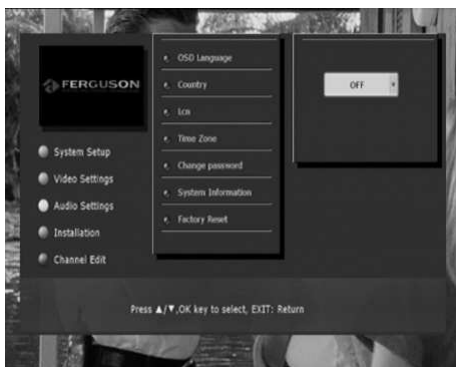 FERGUSON
System Setup
Video Settings
Audio Settings
Installation
Channel Edit
OSD Language
Country
Lcn
Time Zone
Change password
System Information
Factory Reset
OFF
Press ▲/▼,OK key to select, EXIT: Return